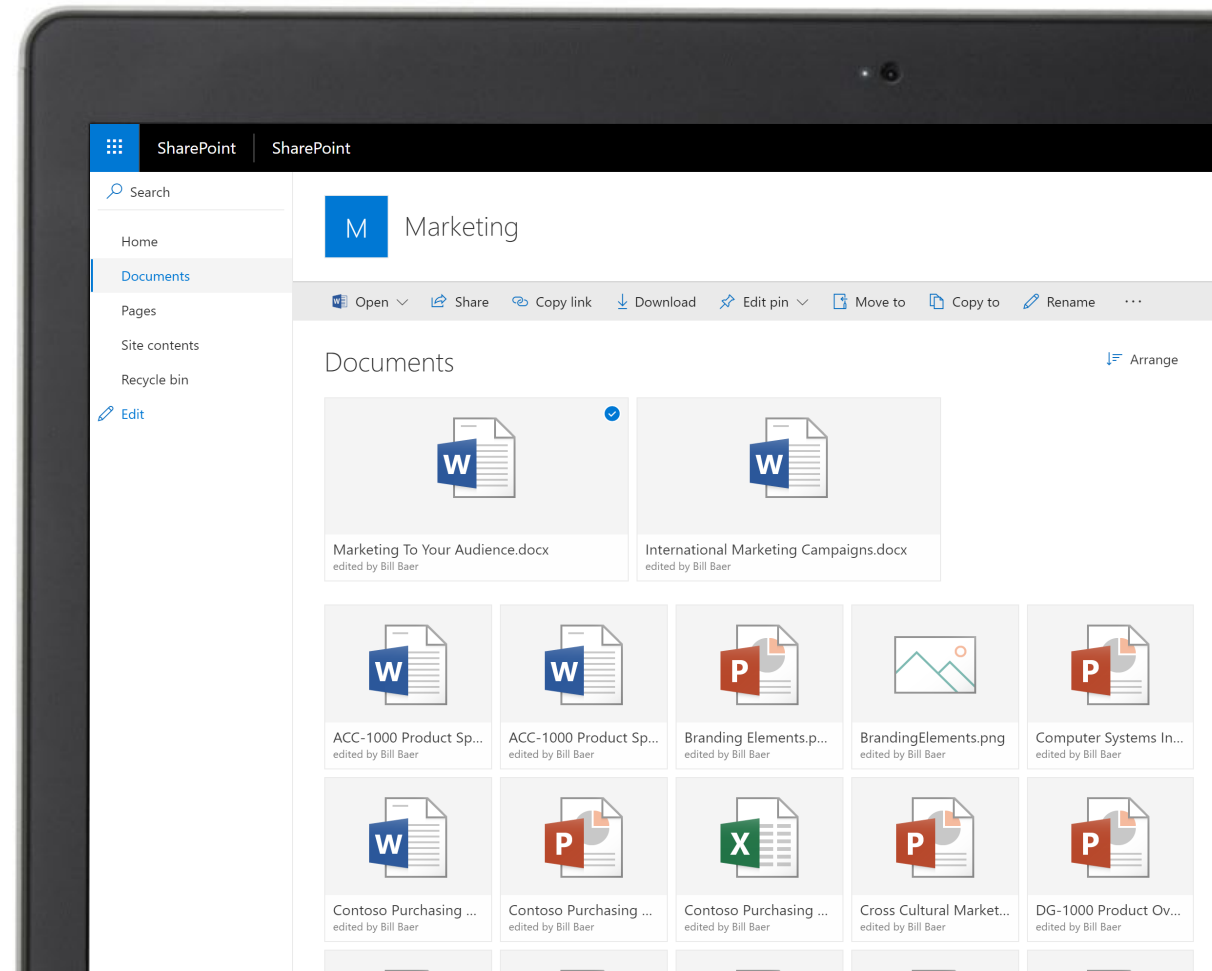 SharePoint
SharePoint
Search
M
Marketing
Home
Documents
Pages
Site contents
Recycle bin
Edit
Open
Share
Copy link
Download
Edit pin
Move to
Copy to
Rename
...
Documents
Arrange
W
W
Marketing To Your Audience.docx
edited by Bill Baer
International Marketing Campaigns.docx
edited by Bill Baer
W
W
P
P
ACC-1000 Product Sp...
edited by Bill Baer
ACC-1000 Product Sp...
edited by Bill Baer
Branding Elements.p...
edited by Bill Baer
BrandingElements.png
edited by Bill Baer
Computer Systems In...
edited by Bill Baer
W
P
X
P
P
Contoso Purchasing ...
edited by Bill Baer
Contoso Purchasing ...
edited by Bill Baer
Contoso Purchasing ...
edited by Bill Baer
Cross Cultural Market...
edited by Bill Baer
DG-1000 Product Ov...
edited by Bill Baer